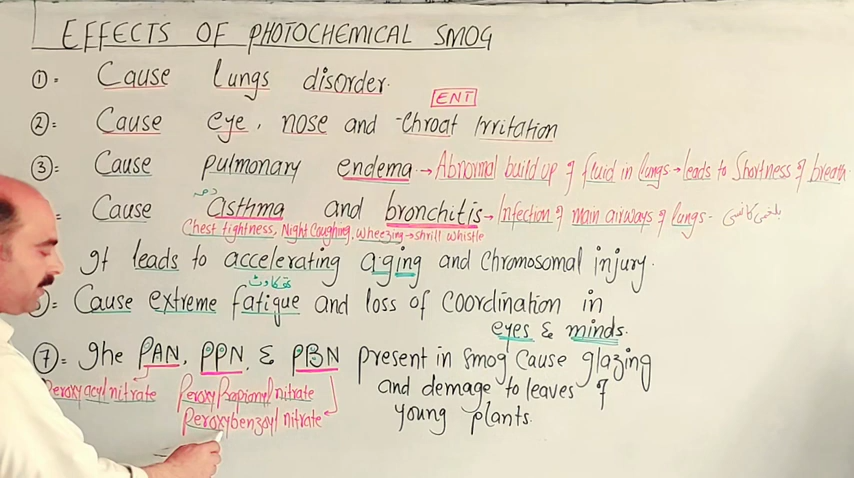 EFFECTS OF PHOTOCHEMICAL SMOG
①= Cause lungs disorder.
ENT
②= Cause eye, nose and throat Irritation
③= Cause pulmonary endema → Abnormal build up of fluid in lungs → leads to Shortness of breath
دمہ
= Cause asthma and bronchitis → Infection of main airways of lungs - بلغمی کھانسی
Chest tightness, Night Coughing, Wheezing → shrill whistle
It leads to accelerating aging and chromosomal injury.
تھکاوٹ
= Cause extreme fatigue and loss of coordination in
eyes & minds.
⑦= The PAN, PPN, & PBN present in smog cause glazing
Peroxyacyl nitrate Peroxy Propionyl nitrate and demage to leaves of
Peroxybenzoyl nitrate young plants.